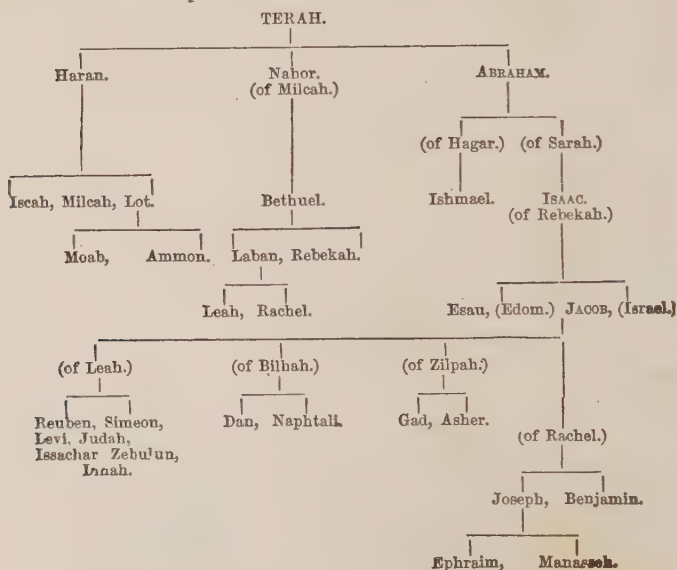 TERAH.
Haran. Nahor. ABRAHAM.
(of Milcah.)
(of Hagar.) (of Sarah.)
Iscah, Milcah, Lot. Bethuel. Ishmael. ISAAC.
(of Rebekah.)
Moab, Ammon. Laban, Rebekah.
Leah, Rachel. Esau, (Edom.) JACOB, (Israel.)
(of Leah.) (of Bilhah.) (of Zilpah.)
Reuben, Simeon, Dan, Naphtali. Gad, Asher.
Levi, Judah, (of Rachel.)
Issachar Zebulun,
Joseph, Benjamin.
Ephraim, Manasseh.